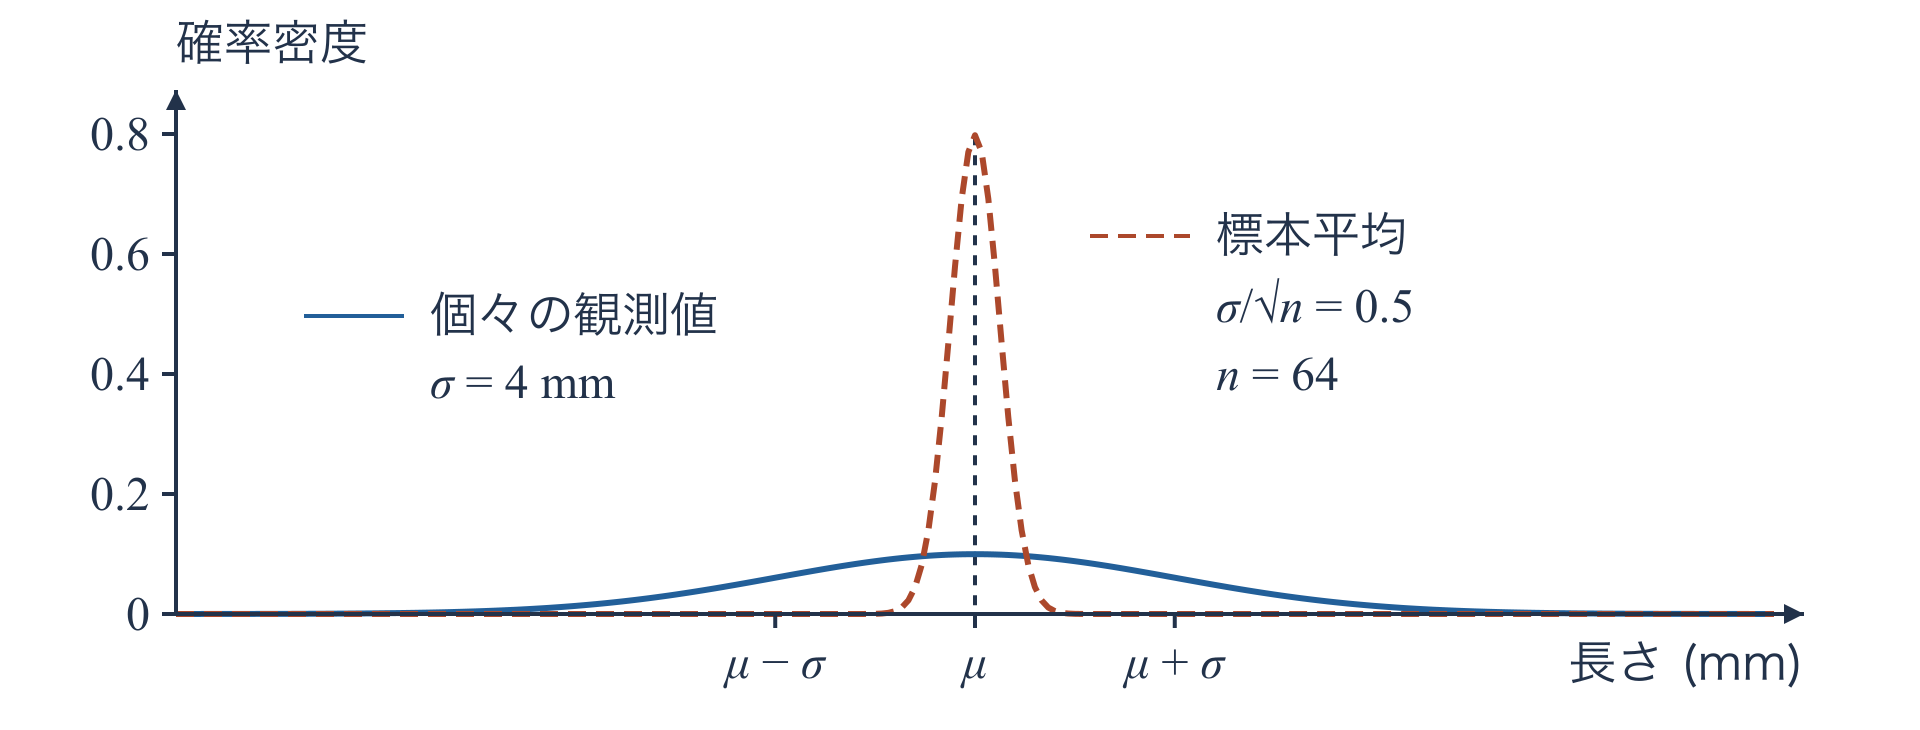 確率密度
0.8
0.6
0.4
0.2
0
個々の観測値
σ = 4 mm
標本平均
σ/√n = 0.5
n = 64
μ − σ
μ
μ + σ
長さ (mm)